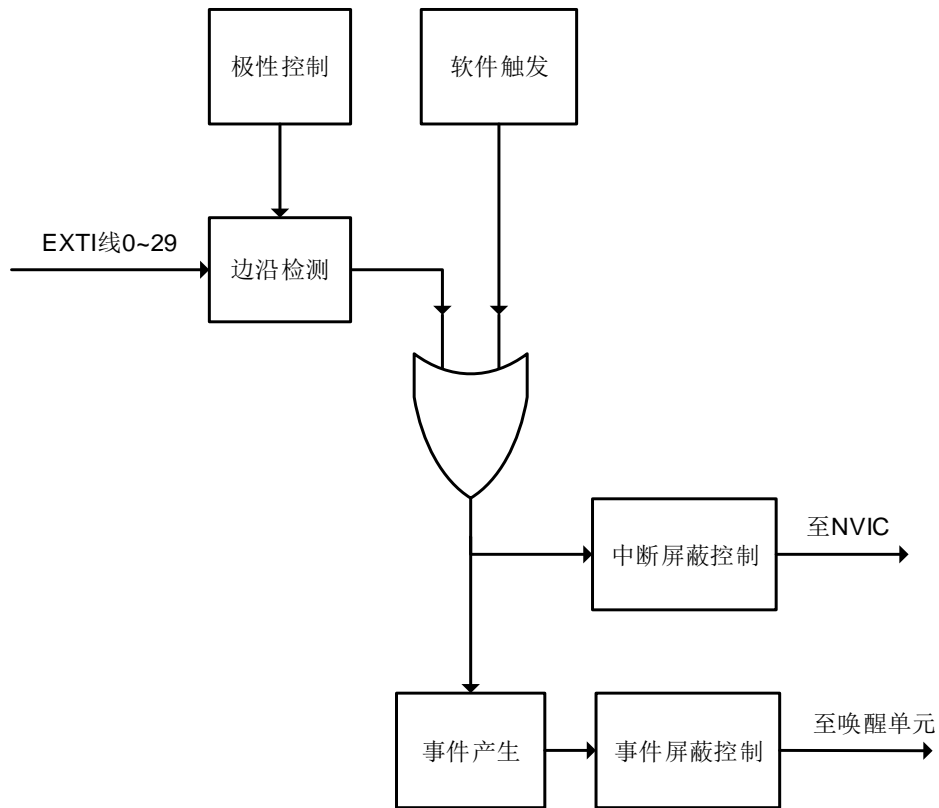 极性控制
软件触发
EXTI线0~29
边沿检测
中断屏蔽控制
至NVIC
事件产生
事件屏蔽控制
至唤醒单元